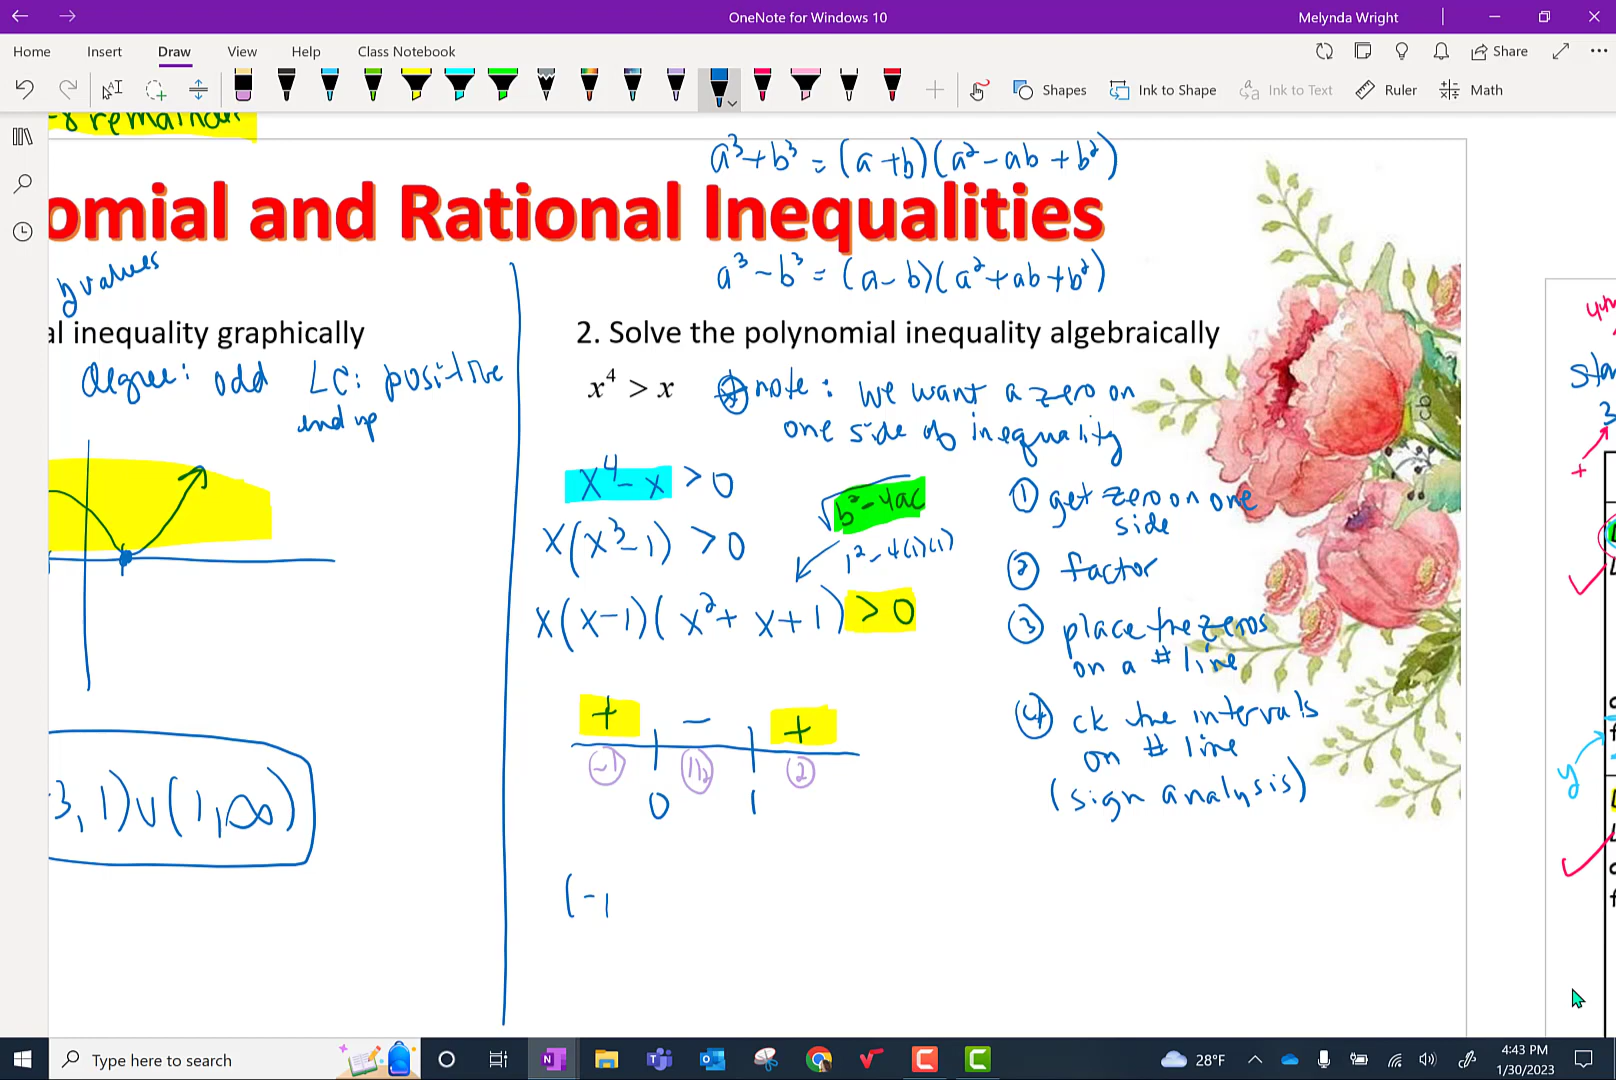 OneNote for Windows 10
Melynda Wright
Home Insert Draw View Help Class Notebook
Share
Shapes Ink to Shape Ink to Text Ruler Math
-8 remainder
a³+b³ = (a+b)(a²-ab+b²)
omial and Rational Inequalities
y values
a³-b³ = (a-b)(a²+ab+b²)
al inequality graphically
degree: odd LC: positive
end up
3, 1)∪(1,∞)
2. Solve the polynomial inequality algebraically
x⁴ > x
note: we want a zero on
one side of inequality
x⁴-x >0
√b²-4ac
x(x³-1) >0
1²-4(1)(1)
x(x-1)(x²+x+1) >0
+ - +
-1 1/2 2
0 1
(-1
① get zero on one
side
② factor
③ place the zeros
on a # line
④ ck the intervals
on # line
(sign analysis)
cb
3
+
y
Type here to search
28°F
4:43 PM
1/30/2023